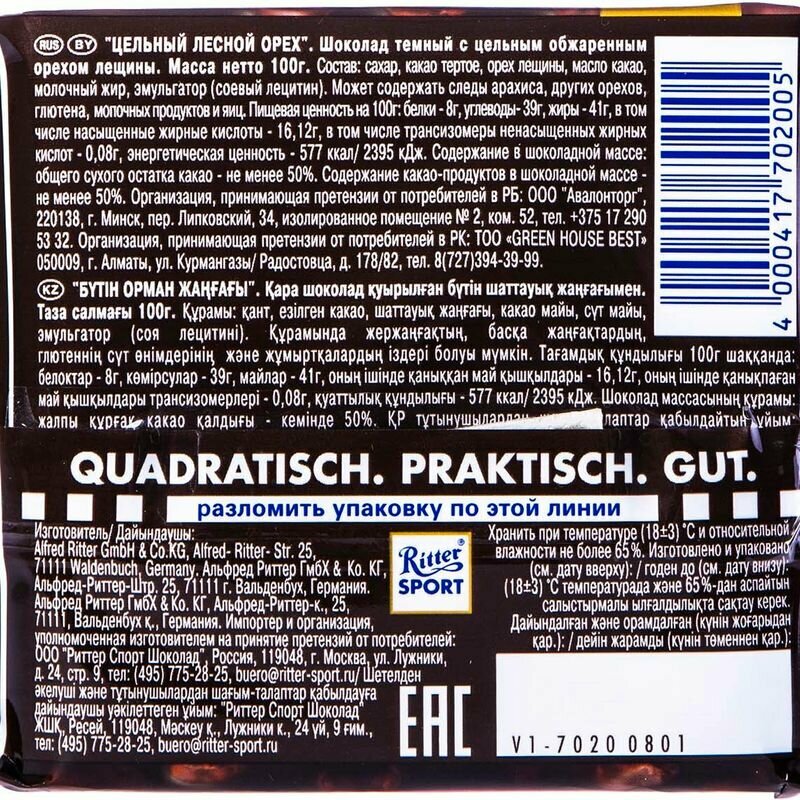 RUS BY "ЦЕЛЬНЫЙ ЛЕСНОЙ ОРЕХ". Шоколад темный с цельным обжаренным
орехом лещины. Масса нетто 100г. Состав: сахар, какао тертое, орех лещины, масло какао,
молочный жир, эмульгатор (соевый лецитин). Может содержать следы арахиса, других орехов,
глютена, молочных продуктов и яиц. Пищевая ценность на 100г: белки - 8г, углеводы- 39г, жиры - 41г, в том
числе насыщенные жирные кислоты - 16,12г, в том числе трансизомеры ненасыщенных жирных
кислот - 0,08г, энергетическая ценность - 577 ккал/ 2395 кДж. Содержание в шоколадной массе:
общего сухого остатка какао - не менее 50%. Содержание какао-продуктов в шоколадной массе -
не менее 50%. Организация, принимающая претензии от потребителей в РБ: ООО "Авалонторг",
220138, г. Минск, пер. Липковский, 34, изолированное помещение № 2, ком. 52, тел. +375 17 290
53 32. Организация, принимающая претензии от потребителей в РК: ТОО «GREEN HOUSE BEST»
050009, г. Алматы, ул. Курмангазы/ Радостовца, д. 178/82, тел. 8(727)394-39-99.
4 000417 702005
KZ "БҮТІН ОРМАН ЖАҢҒАҒЫ". Қара шоколад қуырылған бүтін шаттауық жаңғағымен.
Таза салмағы 100г. Құрамы: қант, езілген какао, шаттауық жаңғағы, какао майы, сүт майы,
эмульгатор (соя лецитині). Құрамында жержаңғақтың, басқа жаңғақтардың,
глютеннің сүт өнімдерінің және жұмыртқалардың іздері болуы мүмкін. Тағамдық құндылығы 100г шаққанда:
белоктар - 8г, көмірсулар - 39г, майлар - 41г, оның ішінде қаныққан май қышқылдары - 16,12г, оның ішінде қанықпаған
май қышқылдары трансизомерлері - 0,08г, қуаттылық құндылығы - 577 ккал/ 2395 кДж. Шоколад массасының құрамы:
жалпы құрғақ какао қалдығы - кемінде 50%. ҚР тұтынушылардан қабылдайтын ұйым
QUADRATISCH. PRAKTISCH. GUT.
разломить упаковку по этой линии
Изготовитель/ Дайындаушы:
Alfred Ritter GmbH & Co.KG, Alfred- Ritter- Str. 25,
71111 Waldenbuch, Germany. Альфред Риттер ГмбХ & Ко. КГ,
Альфред-Риттер-Штр. 25, 71111 г. Вальденбух, Германия.
Альфред Риттер ГмбХ & Ко. КГ, Альфред-Риттер-к., 25,
71111, Вальденбух қ., Германия. Импортер и организация,
уполномоченная изготовителем на принятие претензий от потребителей:
ООО "Риттер Спорт Шоколад", Россия, 119048, г. Москва, ул. Лужники,
д. 24, стр. 9, тел: (495) 775-28-25, buero@ritter-sport.ru/ Шетелден
әкелуші және тұтынушылардан шағым-талаптар қабылдауға
дайындаушы уәкілеттеген ұйым: "Риттер Спорт Шоколад"
ЖШҚ, Ресей, 119048, Мәскеу қ., Лужники к., 24 үй, 9 ғим.,
тел: (495) 775-28-25, buero@ritter-sport.ru
Ritter
SPORT
Хранить при температуре (18±3) °С и относительной
влажности не более 65%. Изготовлено и упаковано
(см. дату вверху): / годен до (см. дату внизу).
(18±3) °С температурада және 65%-дан аспайтын
салыстырмалы ылғалдылықта сақтау керек.
Дайындалған және орамдалған (күнін жоғарыдан
қар.): / дейін жарамды (күнін төменнен қар.):
EAC
V1-7020 0801